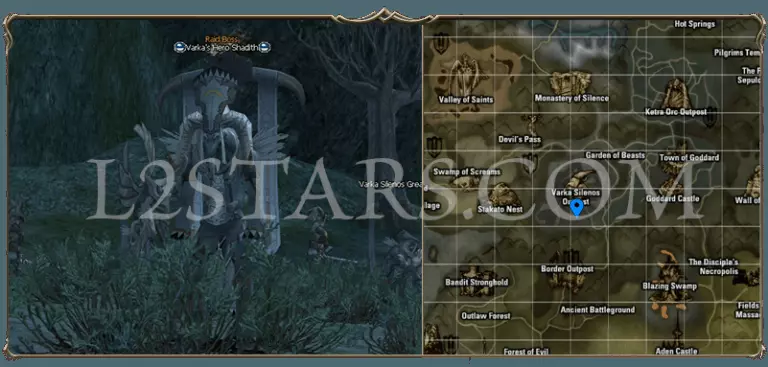 Raid Boss
Varka's Hero Shadith
Varka Silenos Grea
L2STARS.COM
Hot Springs
Pilgrims Tem
The F
Sepulc
Valley of Saints
Monastery of Silence
Ketra Orc Outpost
Devil's Pass
Garden of Beasts
Town of Goddard
Swamp of Screams
Varka Silenos
Outpost
Goddard Castle
Wall of
lage
Stakato Nest
The Disciple's
Necropolis
Bandit Stronghold
Border Outpost
Blazing Swamp
Outlaw Forest
Ancient Battleground
Fields
Massa
Forest of Evil
Aden Castle